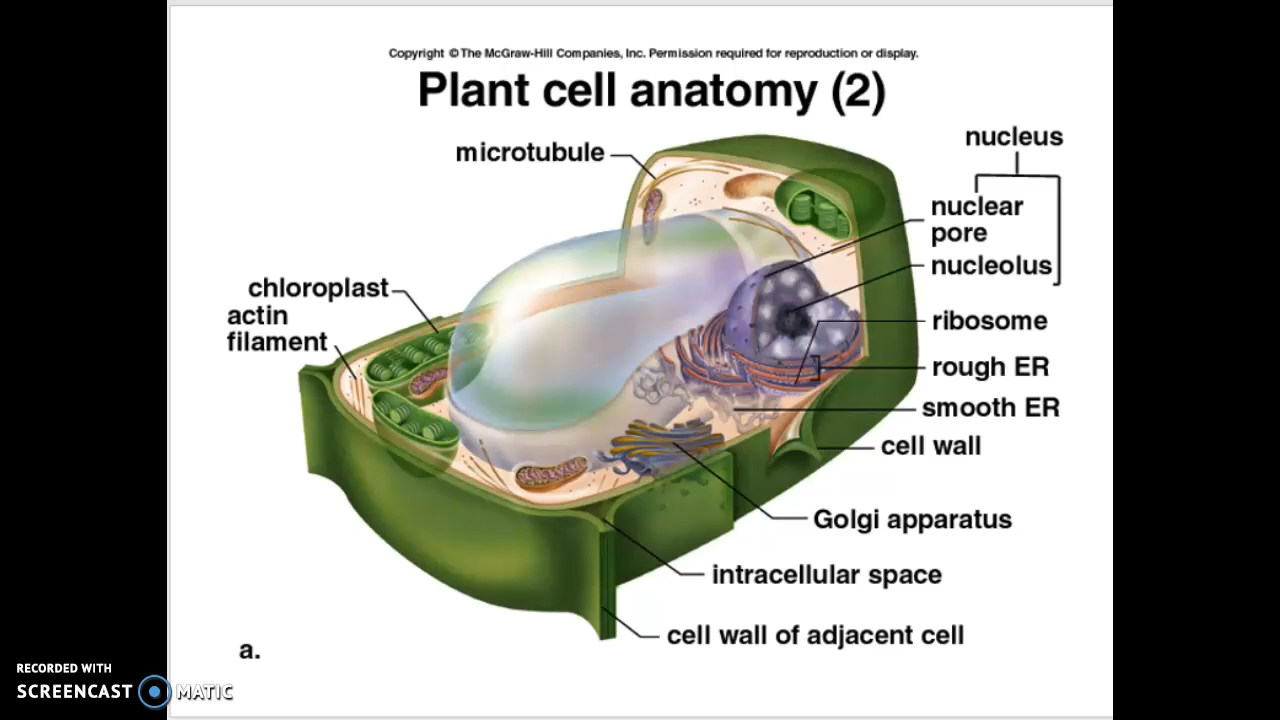 Copyright © The McGraw-Hill Companies, Inc. Permission required for reproduction or display.
Plant cell anatomy (2)
microtubule
nucleus
nuclear
pore
nucleolus
chloroplast
actin
filament
ribosome
rough ER
smooth ER
cell wall
Golgi apparatus
intracellular space
cell wall of adjacent cell
a.
RECORDED WITH
SCREENCAST MATIC